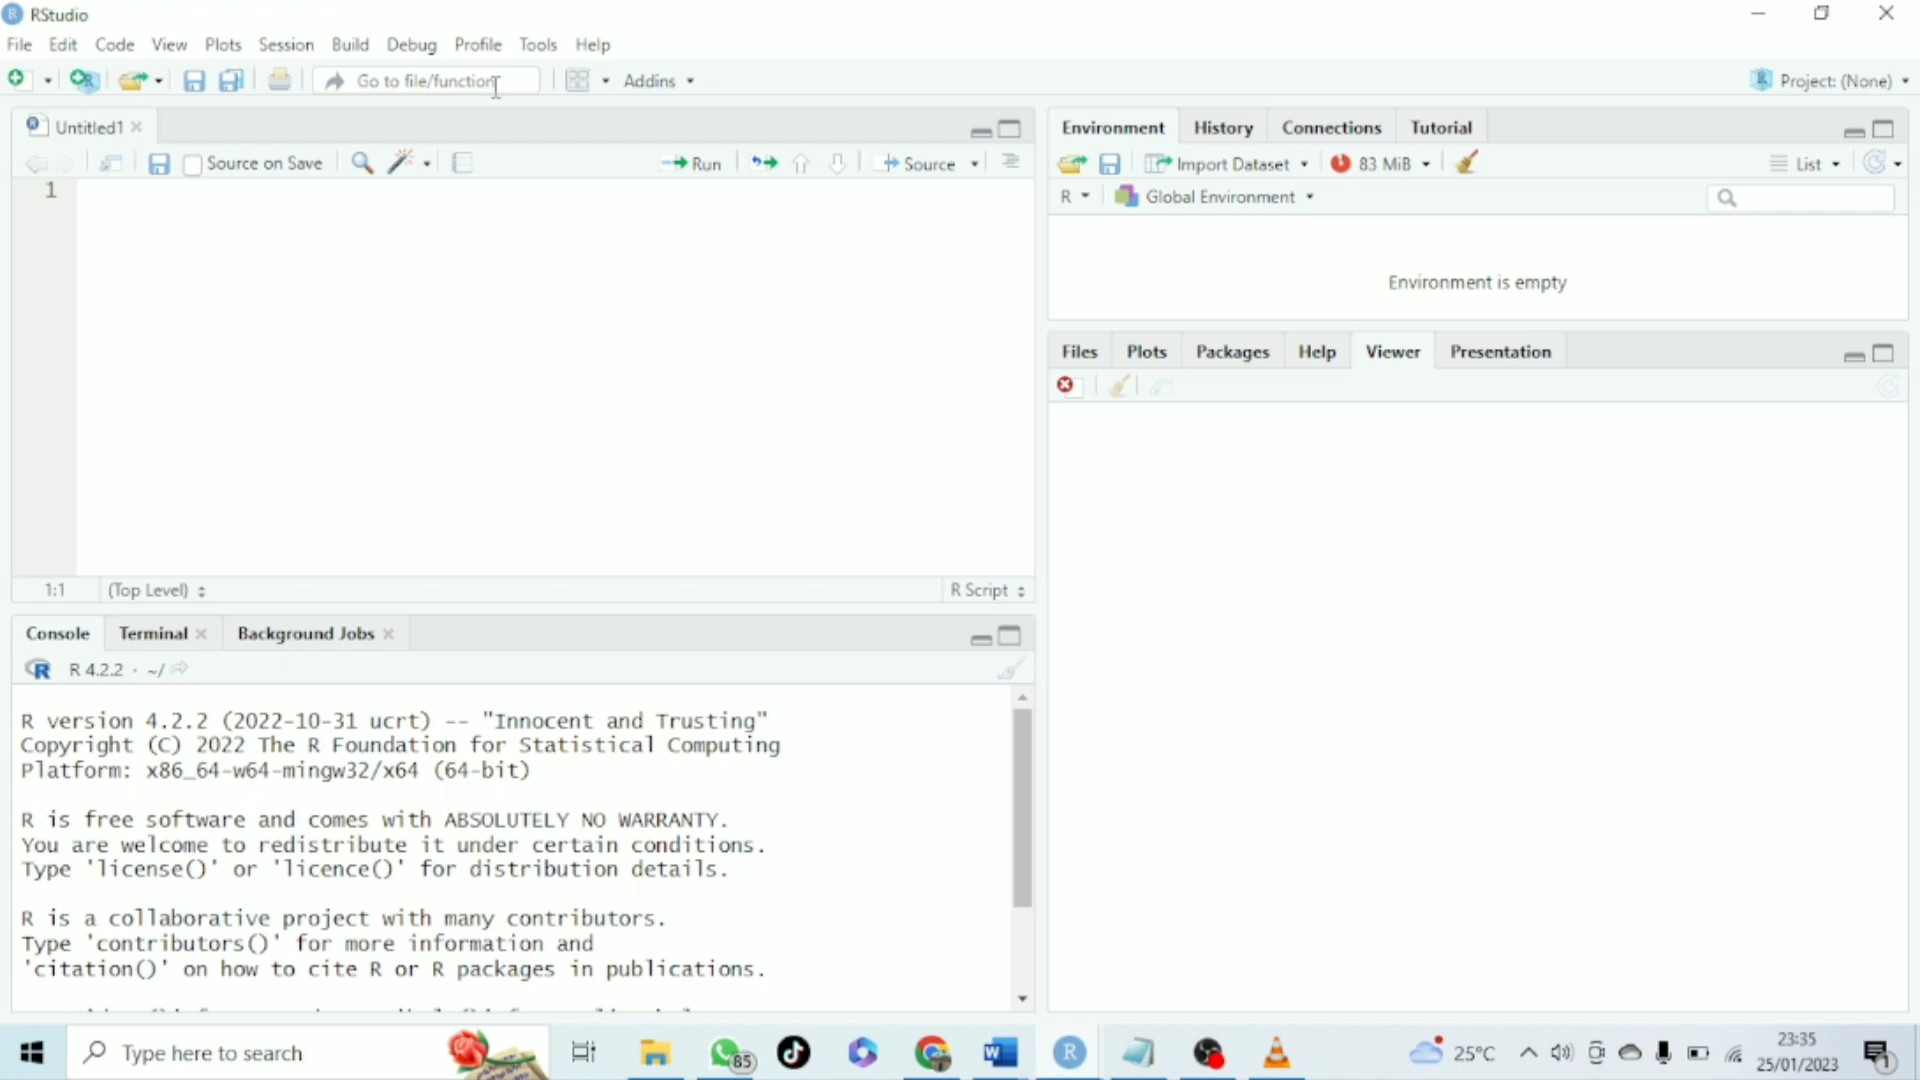 RStudio
File Edit Code View Plots Session Build Debug Profile Tools Help
Go to file/function Addins Project: (None)
Untitled1
Source on Save Run Source
1
1:1 (Top Level) R Script
Console Terminal Background Jobs
R 4.2.2 · ~/
R version 4.2.2 (2022-10-31 ucrt) -- "Innocent and Trusting"
Copyright (C) 2022 The R Foundation for Statistical Computing
Platform: x86_64-w64-mingw32/x64 (64-bit)
R is free software and comes with ABSOLUTELY NO WARRANTY.
You are welcome to redistribute it under certain conditions.
Type 'license()' or 'licence()' for distribution details.
R is a collaborative project with many contributors.
Type 'contributors()' for more information and
'citation()' on how to cite R or R packages in publications.
Environment History Connections Tutorial
Import Dataset 83 MiB List
R Global Environment
Environment is empty
Files Plots Packages Help Viewer Presentation
Type here to search 85 25°C 23:35
25/01/2023 1